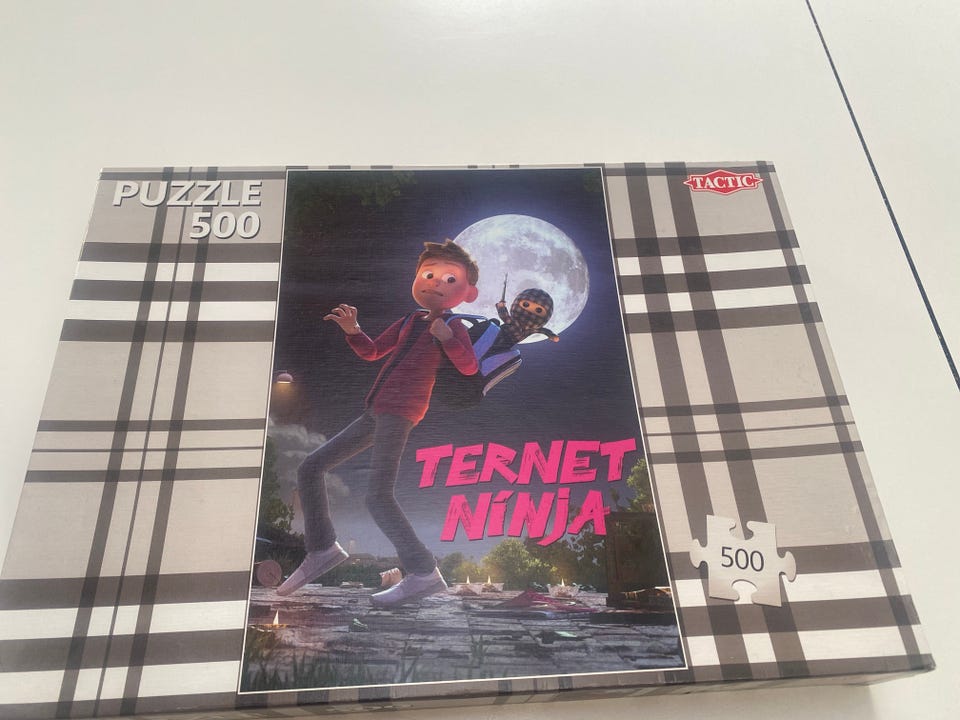 PUZZLE
500
TACTIC
TERNET
NINJA
500